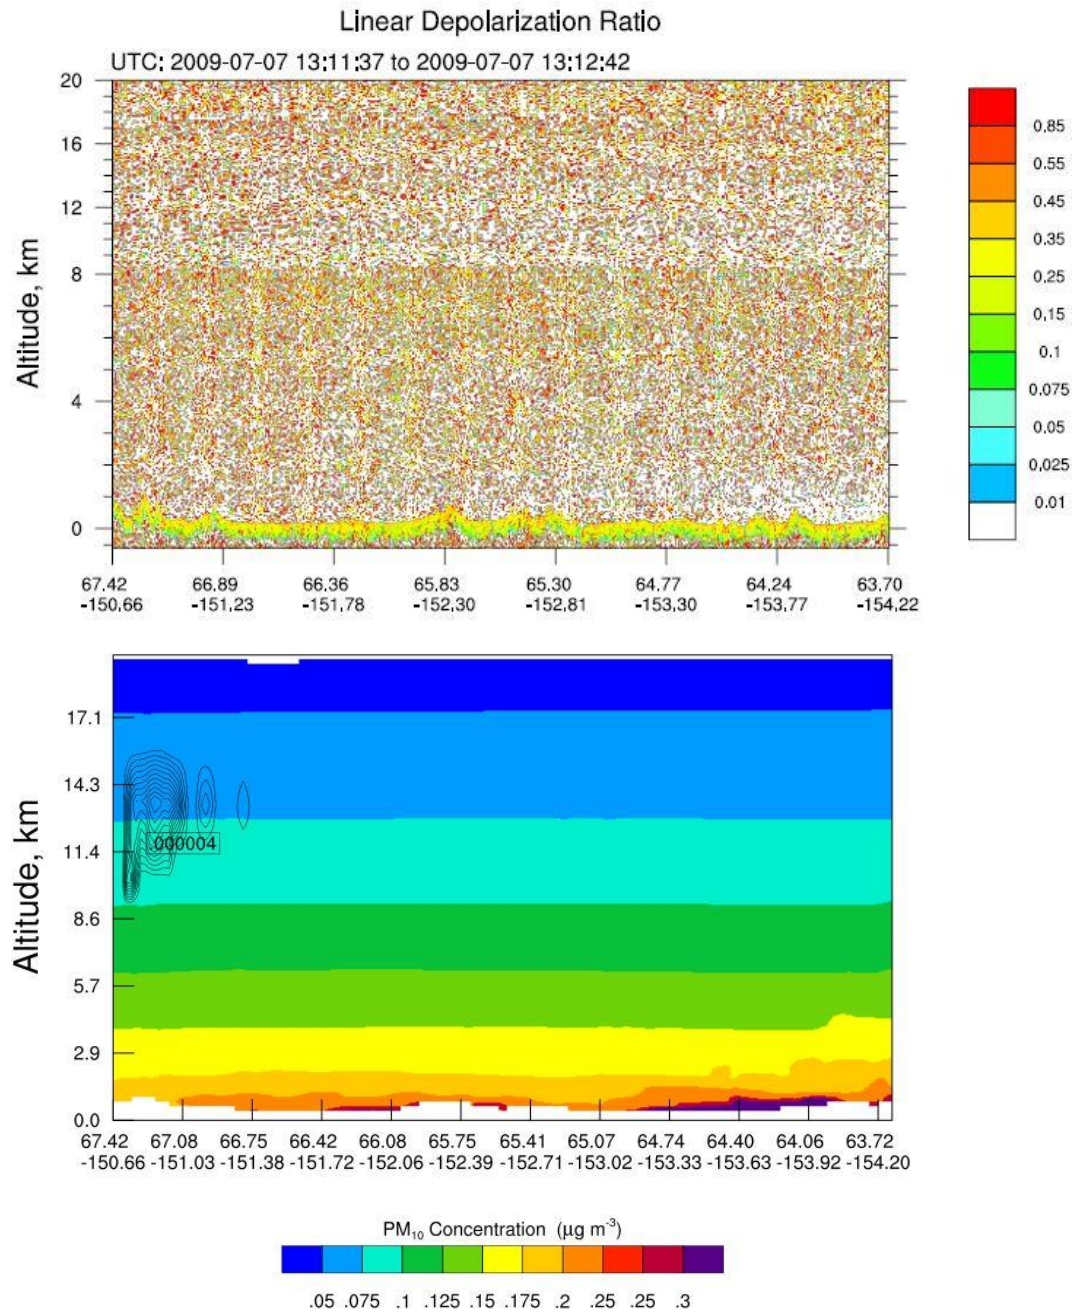 Linear Depolarization Ratio
UTC: 2009-07-07 13:11:37 to 2009-07-07 13:12:42
20
16
12
8
4
0
Altitude, km
67.42 66.89 66.36 65.83 65.30 64.77 64.24 63.70
-150.66 -151.23 -151.78 -152.30 -152.81 -153.30 -153.77 -154.22
0.85
0.55
0.45
0.35
0.25
0.15
0.1
0.075
0.05
0.025
0.01
17.1
14.3
11.4
8.6
5.7
2.9
0.0
Altitude, km
.000004
67.42 67.08 66.75 66.42 66.08 65.75 65.41 65.07 64.74 64.40 64.06 63.72
-150.66 -151.03 -151.38 -151.72 -152.06 -152.39 -152.71 -153.02 -153.33 -153.63 -153.92 -154.20
PM₁₀ Concentration (µg m⁻³)
.05 .075 .1 .125 .15 .175 .2 .25 .25 .3